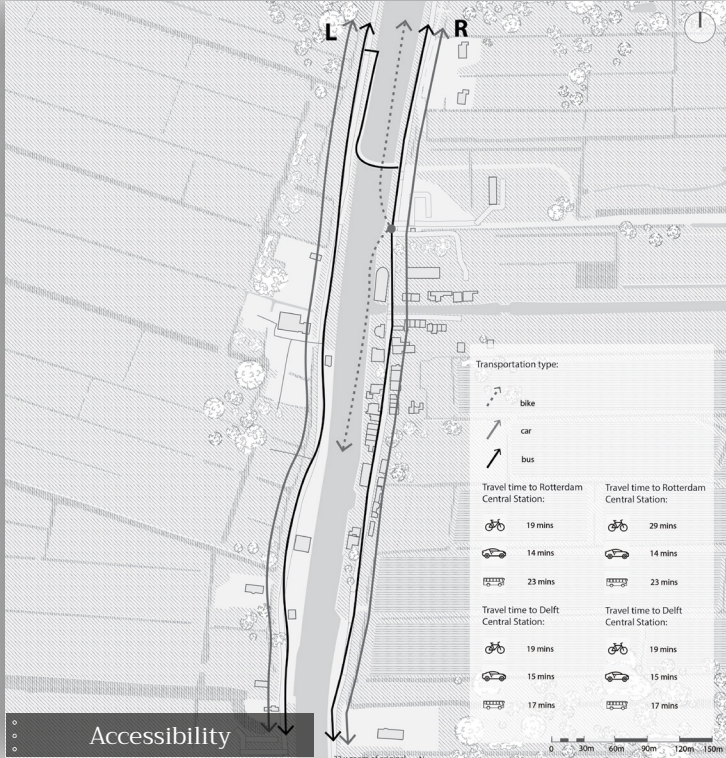 L
R
Transportation type:
bike
car
bus
Travel time to Rotterdam
Central Station:
19 mins
14 mins
23 mins
Travel time to Rotterdam
Central Station:
29 mins
14 mins
23 mins
Travel time to Delft
Central Station:
19 mins
15 mins
17 mins
Travel time to Delft
Central Station:
19 mins
15 mins
17 mins
0 30m 60m 90m 120m 150m
Accessibility